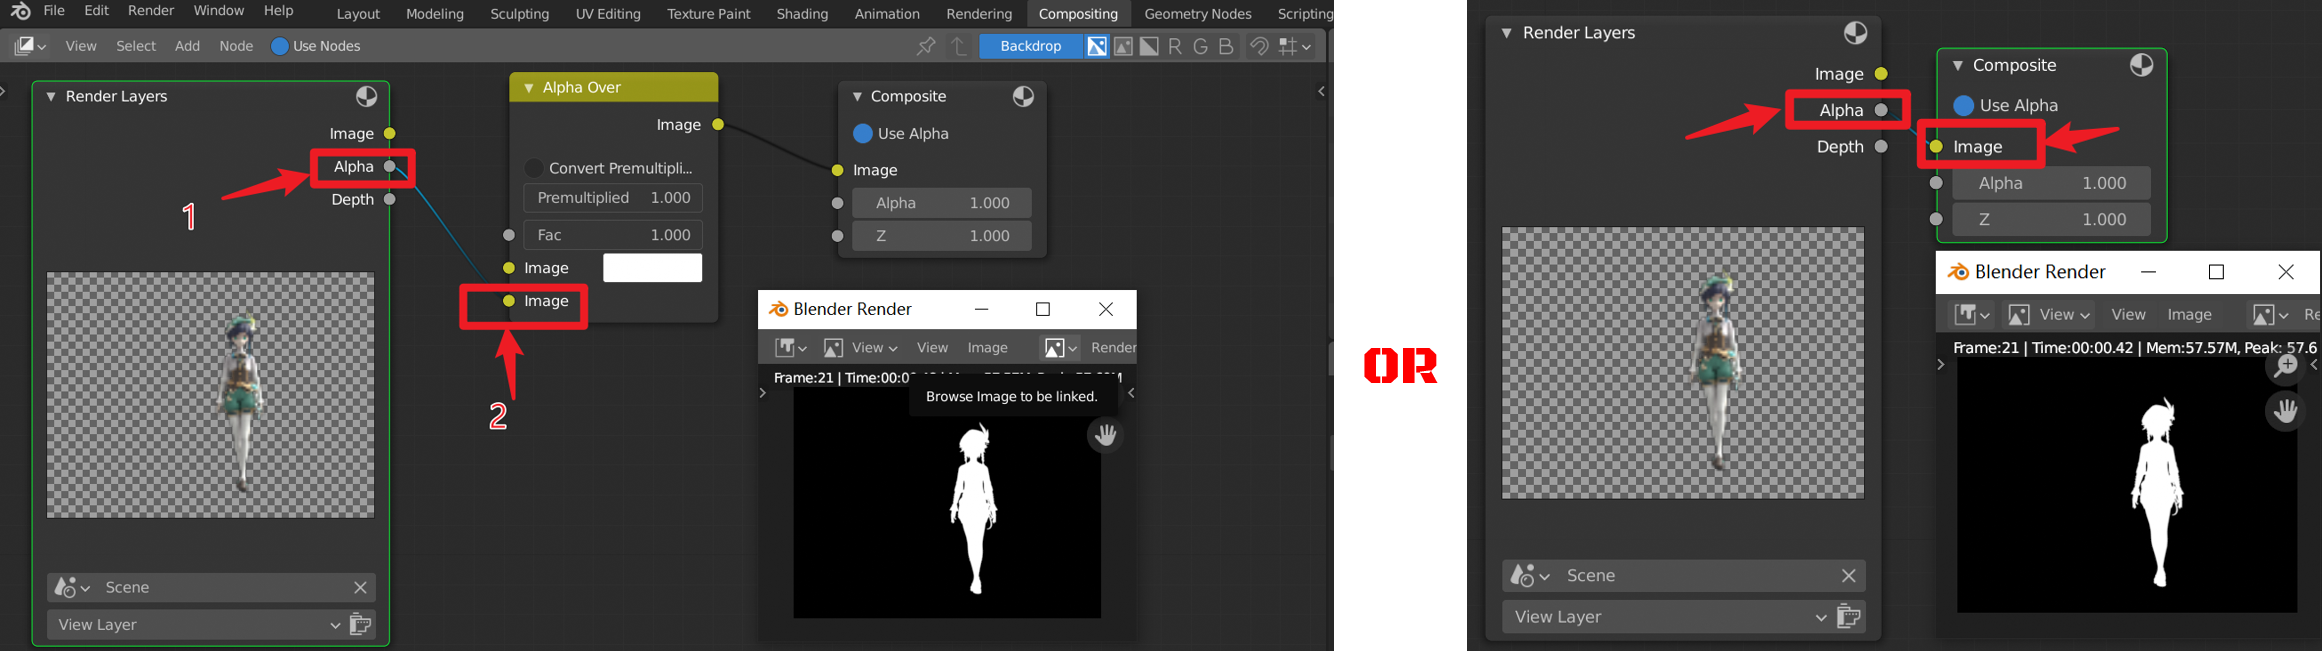 File Edit Render Window Help Layout Modeling Sculpting UV Editing Texture Paint Shading Animation Rendering Compositing Geometry Nodes Scripting
View Select Add Node Use Nodes Backdrop R G B
Render Layers
Image
Alpha
Depth
1
Scene
View Layer
Alpha Over
Image
Convert Premultipli...
Premultiplied 1.000
Fac 1.000
Image
Image
2
Composite
Use Alpha
Image
Alpha 1.000
Z 1.000
Blender Render
View View Image Render
Frame:21 | Time:00:0
Browse Image to be linked.
OR
Render Layers
Image
Alpha
Depth
Scene
View Layer
Composite
Use Alpha
Image
Alpha 1.000
Z 1.000
Blender Render
View View Image Re
Frame:21 | Time:00:00.42 | Mem:57.57M, Peak: 57.6